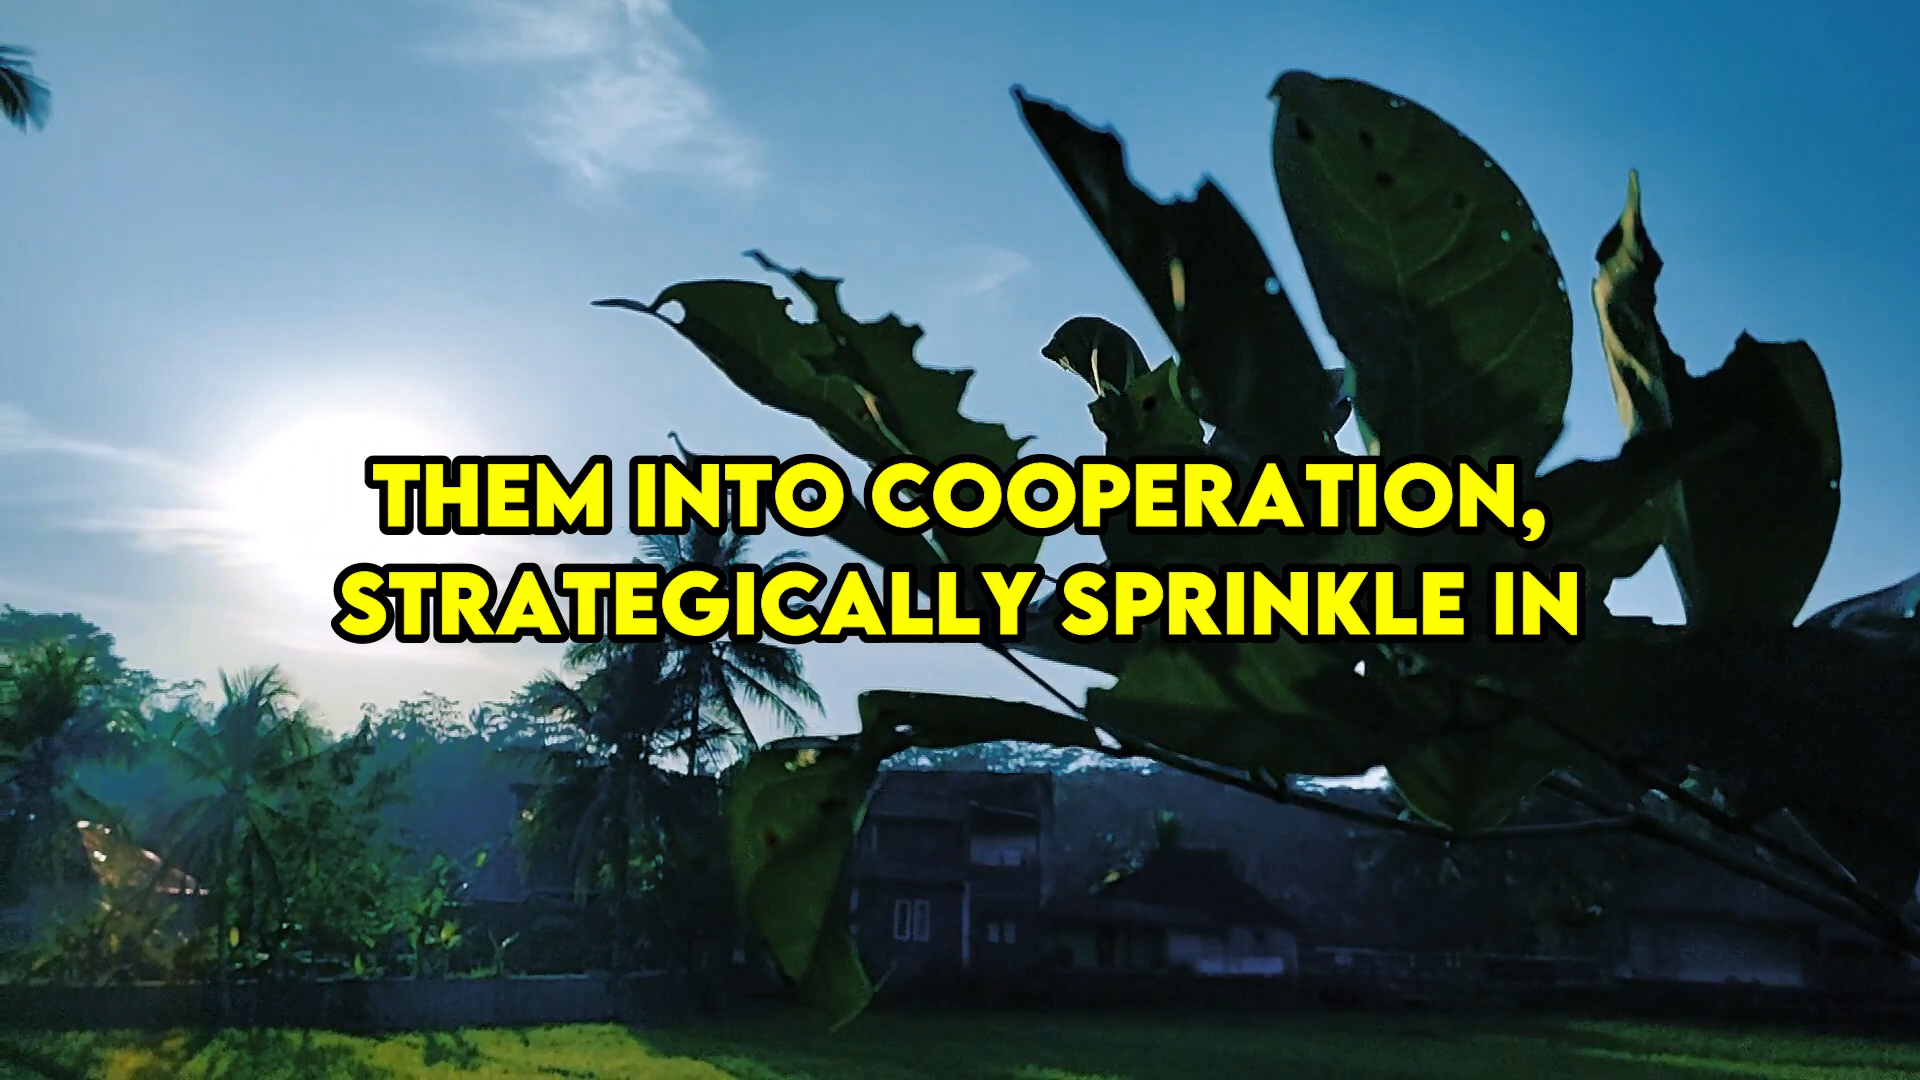 THEM INTO COOPERATION,
STRATEGICALLY SPRINKLE IN